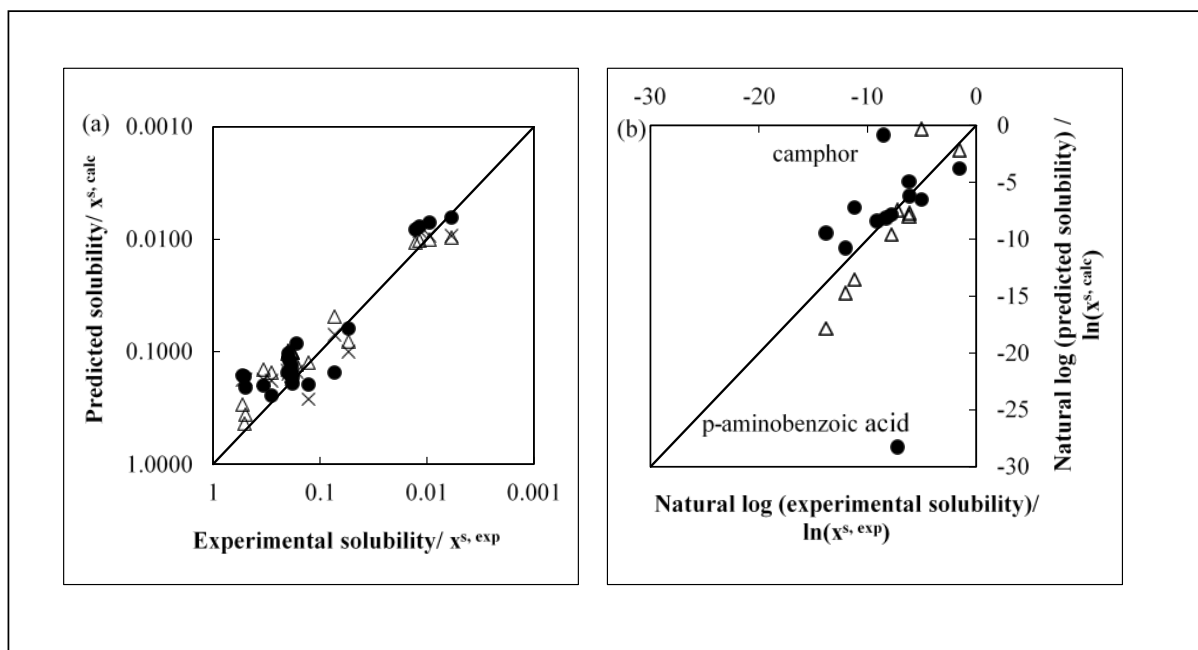 (a)
0.0010
0.0100
0.1000
1.0000
1
0.1
0.01
0.001
Predicted solubility/ x^s, calc
Experimental solubility/ x^s, exp
-30
-20
-10
0
(b)
camphor
p-aminobenzoic acid
0
-5
-10
-15
-20
-25
-30
Natural log (predicted solubility) /
ln(x^s, calc)
Natural log (experimental solubility)/
ln(x^s, exp)